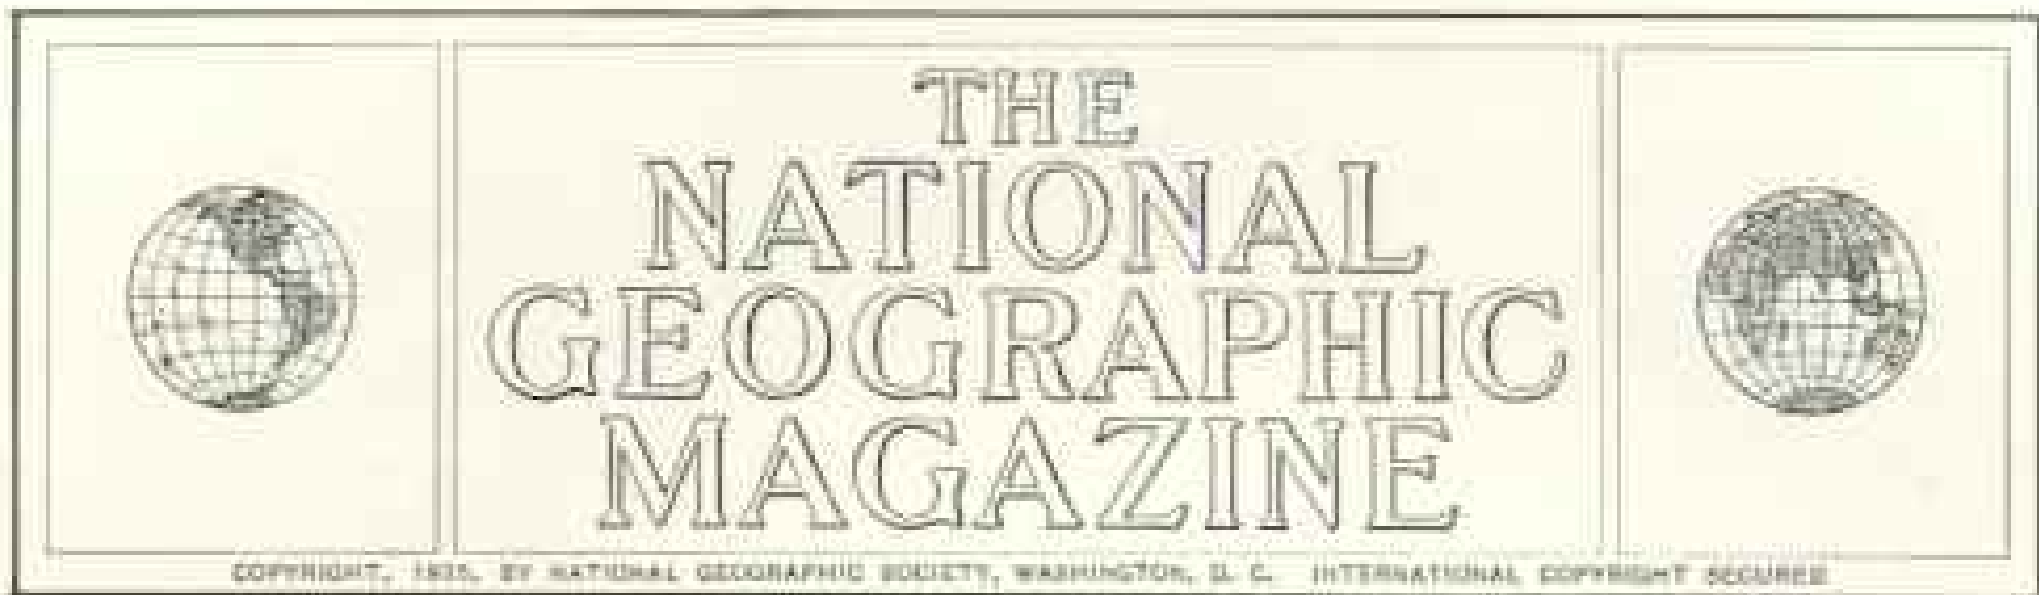 THE
NATIONAL
GEOGRAPHIC
MAGAZINE
COPYRIGHT, BY NATIONAL GEOGRAPHIC SOCIETY, WASHINGTON, D. C. INTERNATIONAL COPYRIGHT SECURED